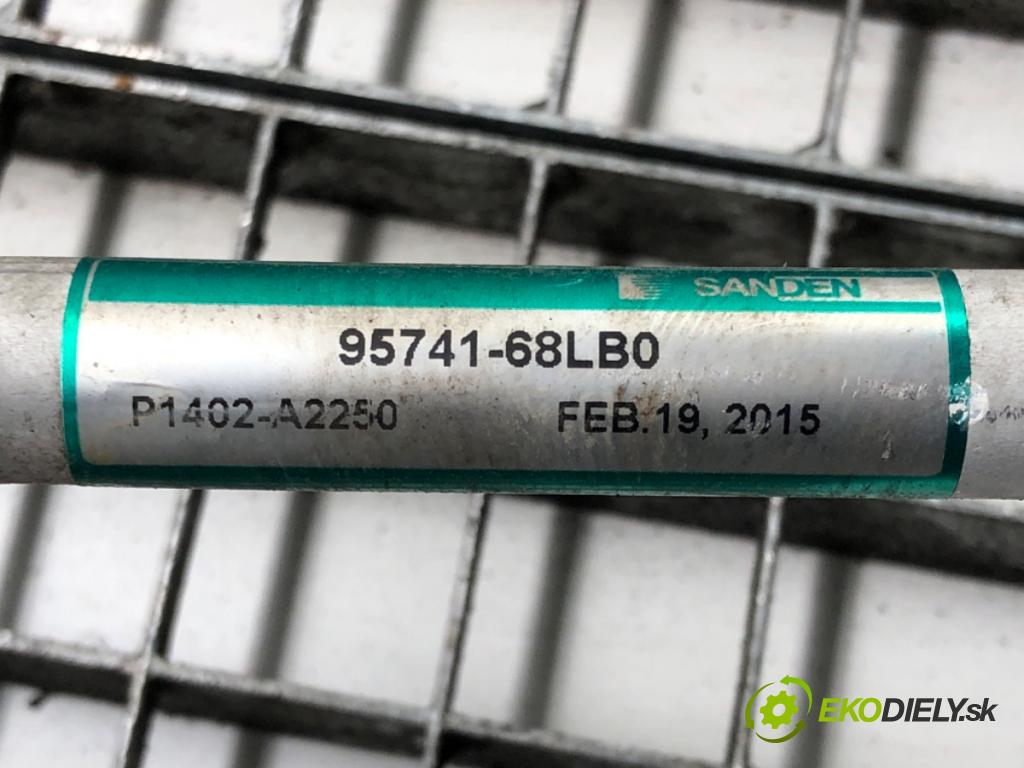 SANDEN
95741-68LB0
P1402-A2250 FEB.19, 2015
EKODIELY.sk